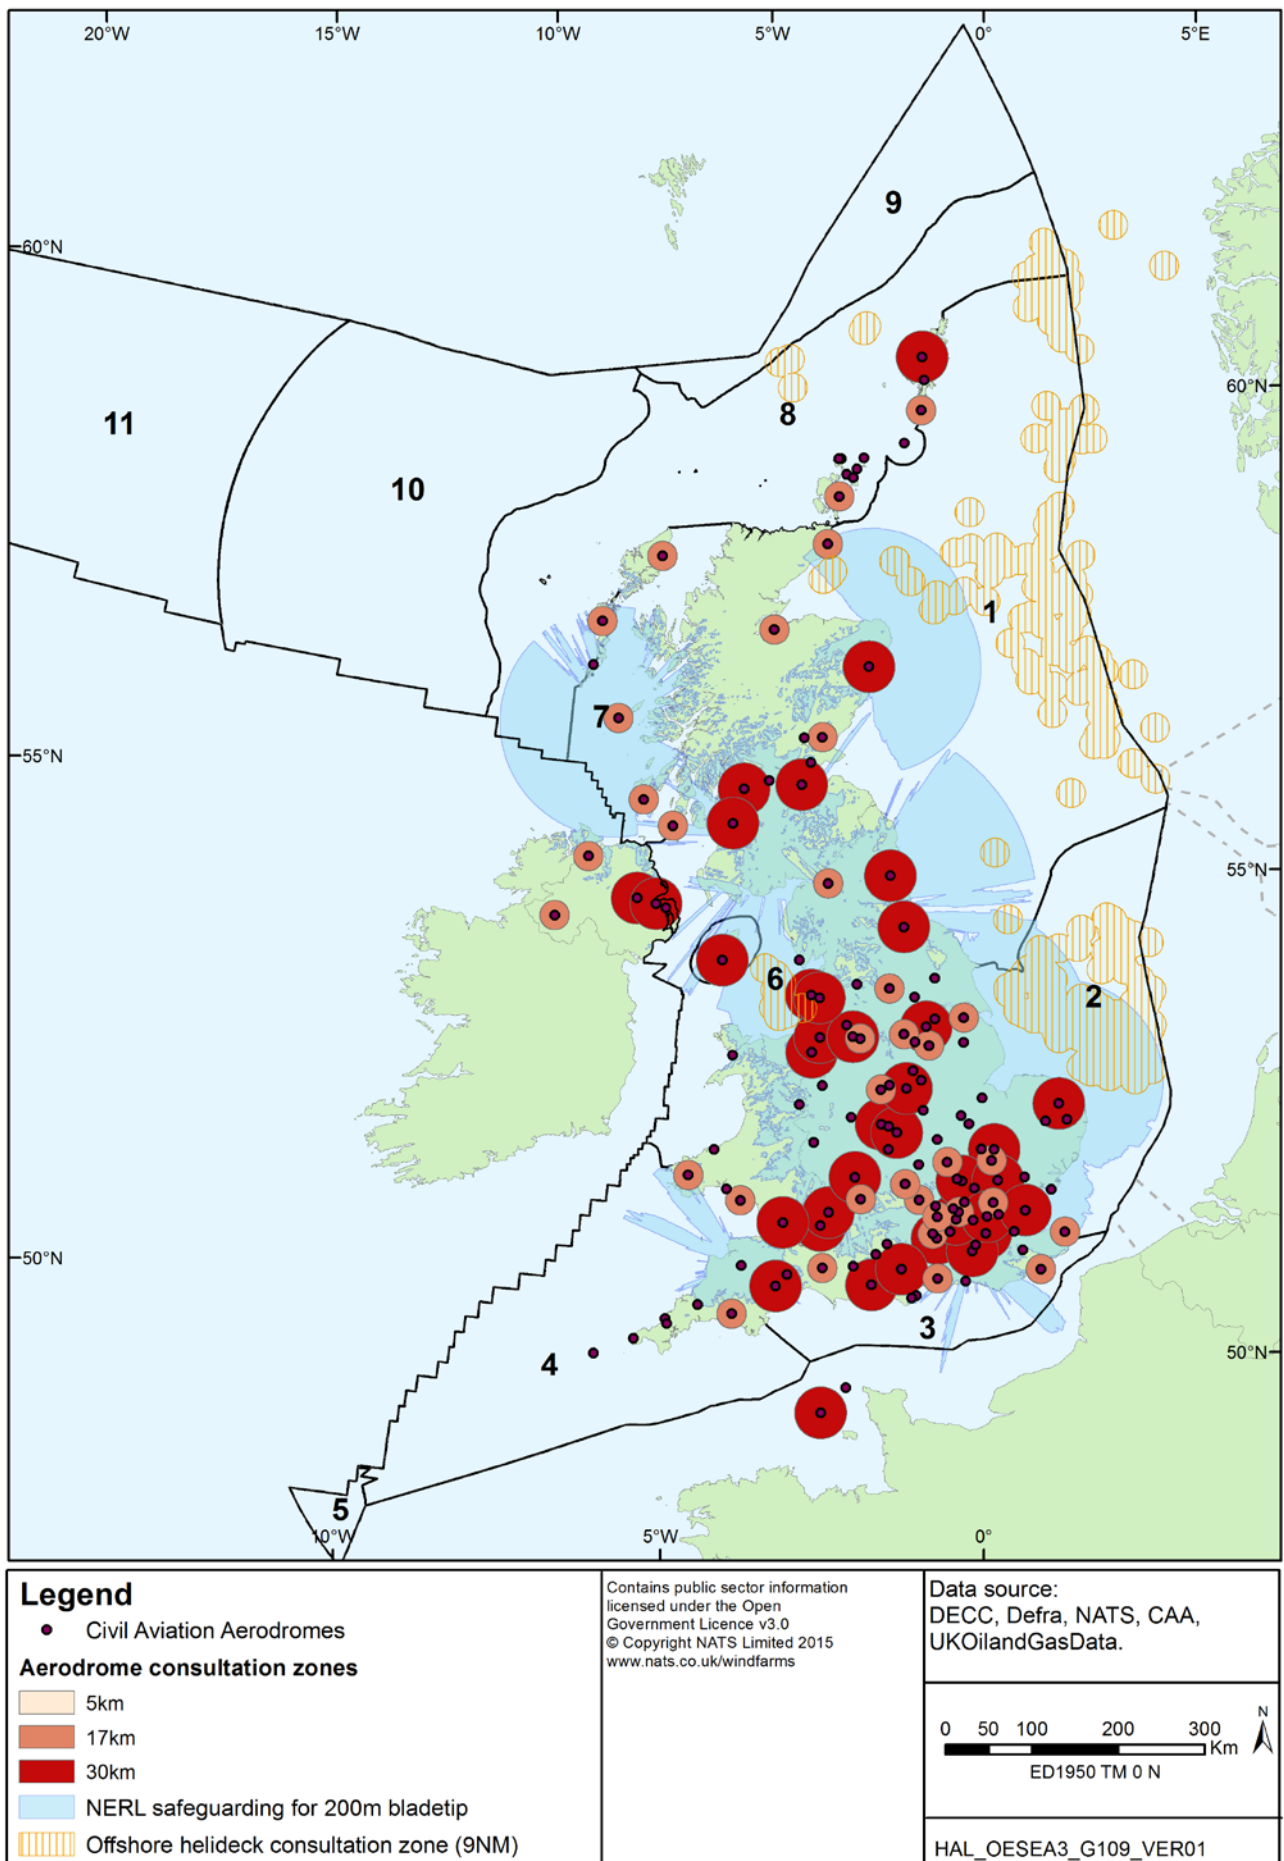 20°W 15°W 10°W 5°W 0° 5°E
9
60°N
60°N
8
11
10
1
7
55°N
55°N
6
2
50°N
50°N
3
4
5
10°W 5°W 0°
Legend
Civil Aviation Aerodromes
Aerodrome consultation zones
5km
17km
30km
NERL safeguarding for 200m bladetip
Offshore helideck consultation zone (9NM)
Contains public sector information
licensed under the Open
Government Licence v3.0
© Copyright NATS Limited 2015
www.nats.co.uk/windfarms
Data source:
DECC, Defra, NATS, CAA,
UKOilandGasData.
N
0 50 100 200 300
Km
ED1950 TM 0 N
HAL_OESEA3_G109_VER01